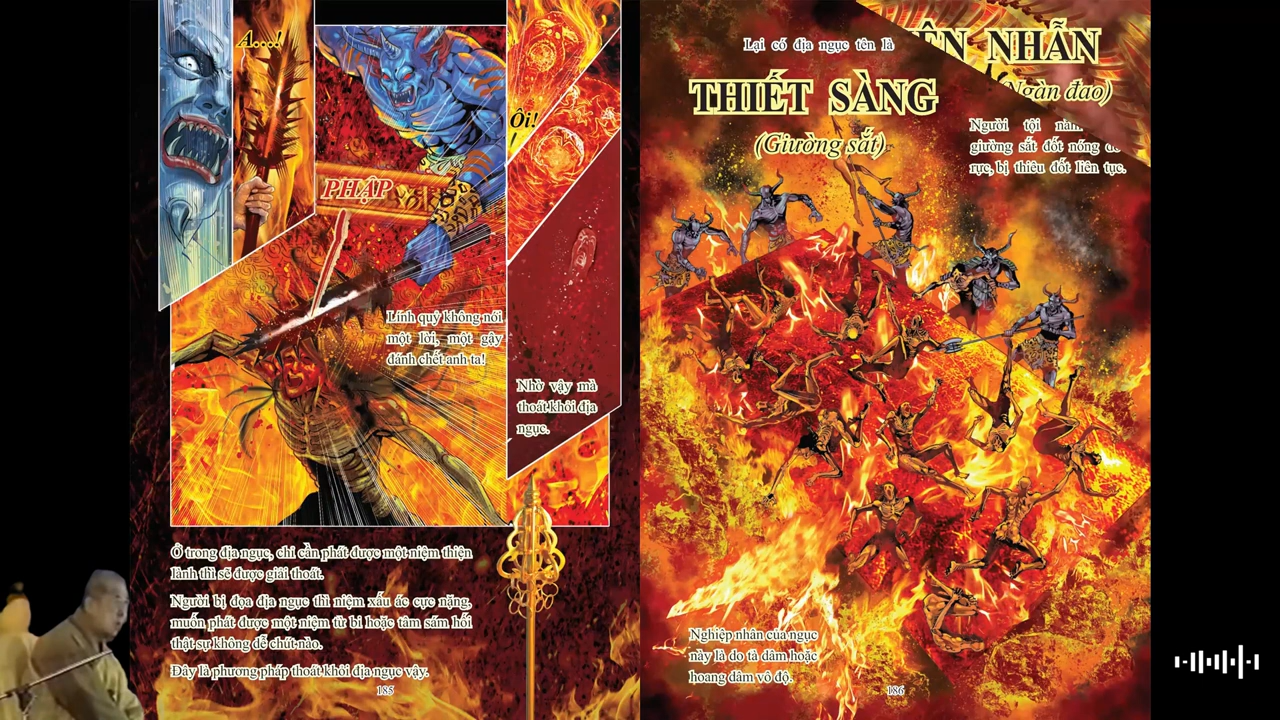 A...!
PHẬP
Ôi!
!
Lính quỷ không nói
một lời, một gậy
đánh chết anh ta!
Nhờ vậy mà
thoát khỏi địa
ngục.
Ở trong địa ngục, chỉ cần phát được một niệm thiện
lành thì sẽ được giải thoát.
Người bị đọa địa ngục thì niệm xấu ác cực nặng,
muốn phát được một niệm từ bi hoặc tâm sám hối
thật sự không dễ chút nào.
Đây là phương pháp thoát khỏi địa ngục vậy.
185
Lại có địa ngục tên là
THIẾT SÀNG
(Giường sắt)
NHẪN
(Ngàn đao)
Người tội
giường sắt đốt nóng
rực, bị thiêu đốt liên tục.
Nghiệp nhân của ngục
này là do tà dâm hoặc
hoang dâm vô độ.
186